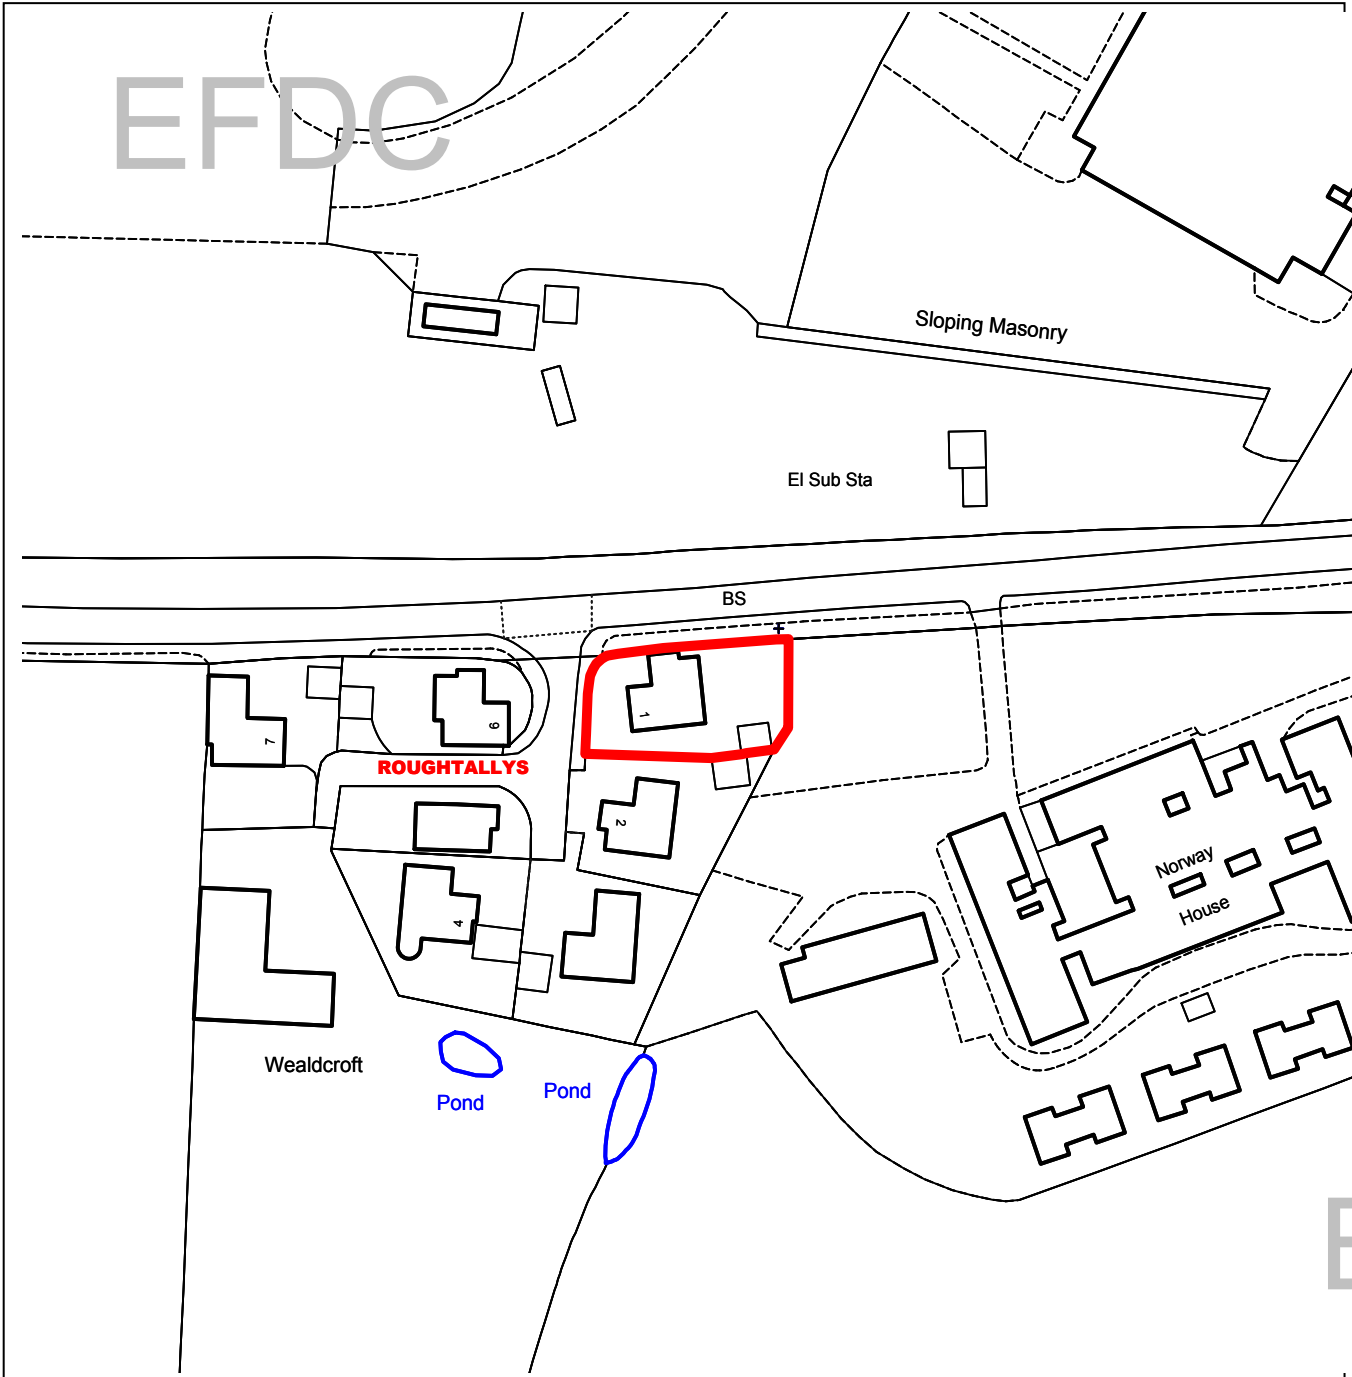 EFDC
Sloping Masonry
El Sub Sta
BS
1
6
7
ROUGHTALLYS
2
Norway
House
4
Wealdcroft
Pond
Pond
E